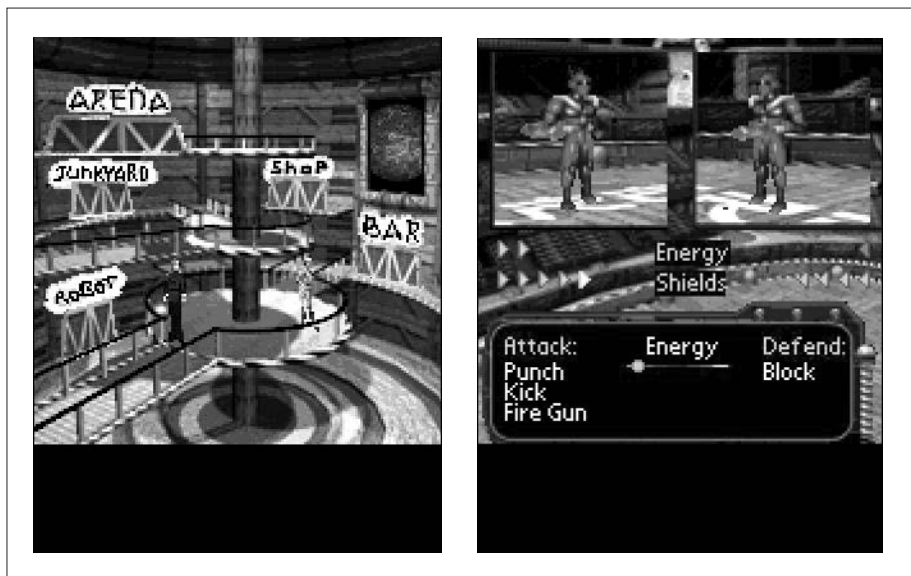 ARENA
JUNKYARD
SHOP
BAR
ROBOT
Energy
Shields
Attack: Energy Defend:
Punch Block
Kick
Fire Gun